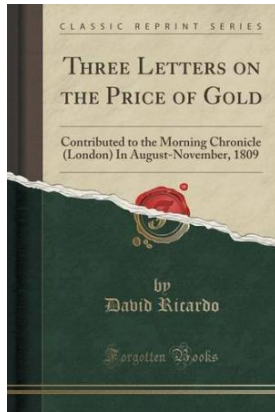 CLASSIC REPRINT SERIES
THREE LETTERS ON
THE PRICE OF GOLD
Contributed to the Morning Chronicle
(London) In August-November, 1809
by
David Ricardo
Forgotten Books